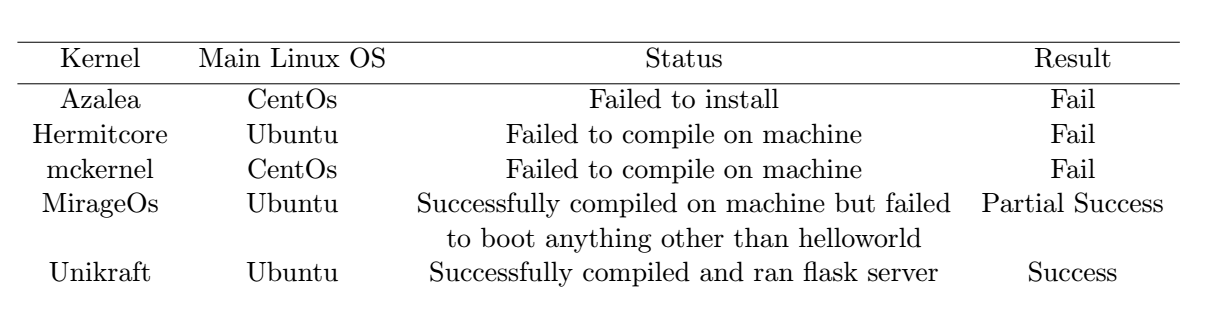 Kernel Main Linux OS Status Result
Azalea CentOs Failed to install Fail
Hermitcore Ubuntu Failed to compile on machine Fail
mckernel CentOs Failed to compile on machine Fail
MirageOs Ubuntu Successfully compiled on machine but failed Partial Success
to boot anything other than helloworld
Unikraft Ubuntu Successfully compiled and ran flask server Success